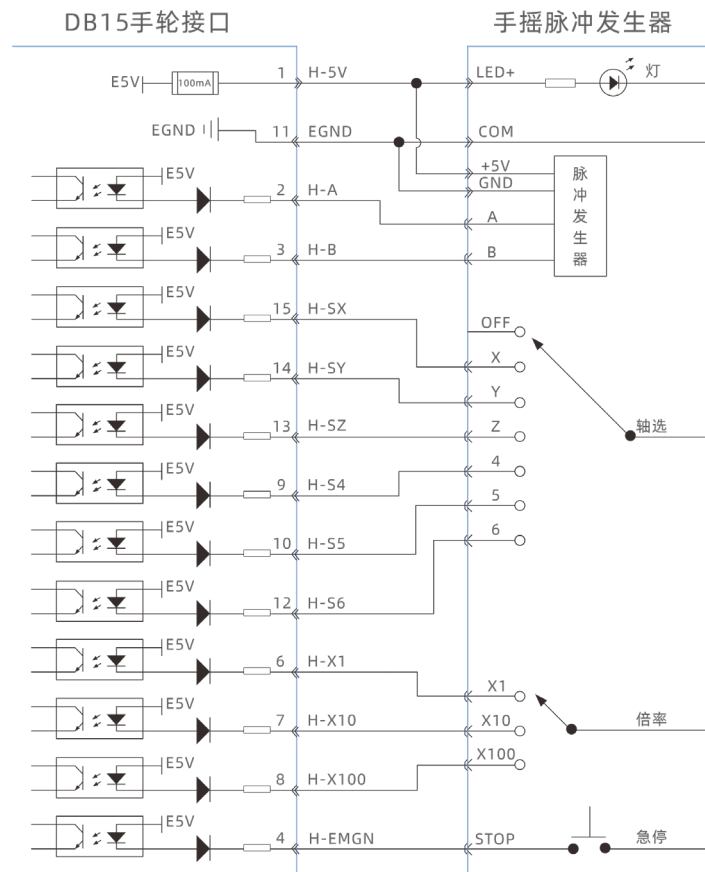 DB15手轮接口 手摇脉冲发生器
E5V 100mA 1 H-5V LED+ 灯
EGND 11 EGND COM
+5V
GND
脉冲发生器
E5V
2 H-A A
E5V
3 H-B B
E5V
15 H-SX OFF
X
E5V
14 H-SY Y
E5V
13 H-SZ Z 轴选
E5V
9 H-S4 4
E5V
10 H-S5 5
E5V
12 H-S6 6
E5V
6 H-X1 X1
E5V
7 H-X10 X10 倍率
E5V
8 H-X100 X100
E5V
4 H-EMGN STOP 急停